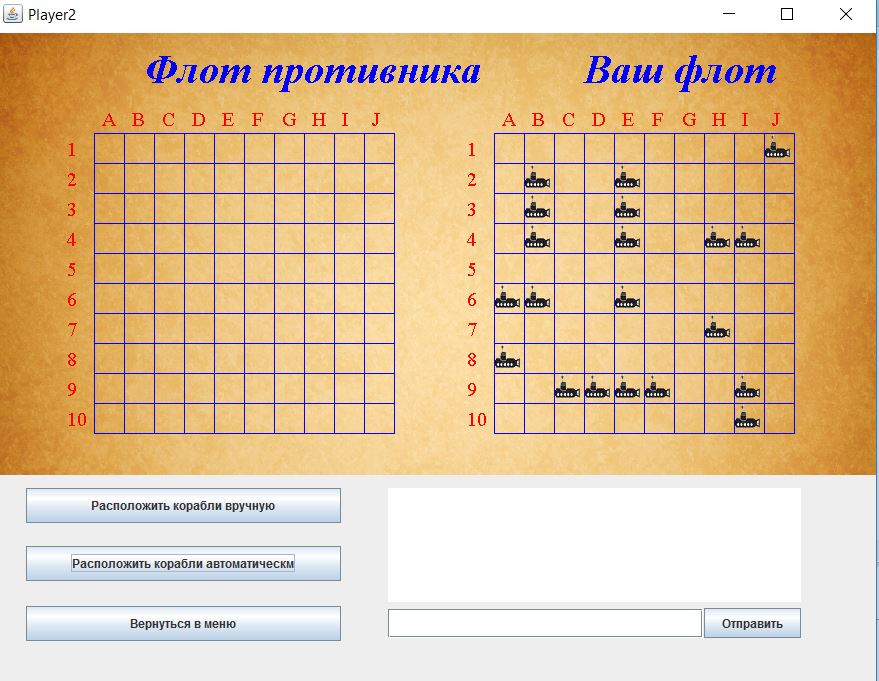 Player2
Флот противника Ваш флот
A B C D E F G H I J A B C D E F G H I J
1 1
2 2
3 3
4 4
5 5
6 6
7 7
8 8
9 9
10 10
Расположить корабли вручную
Расположить корабли автоматическм
Вернуться в меню
Отправить